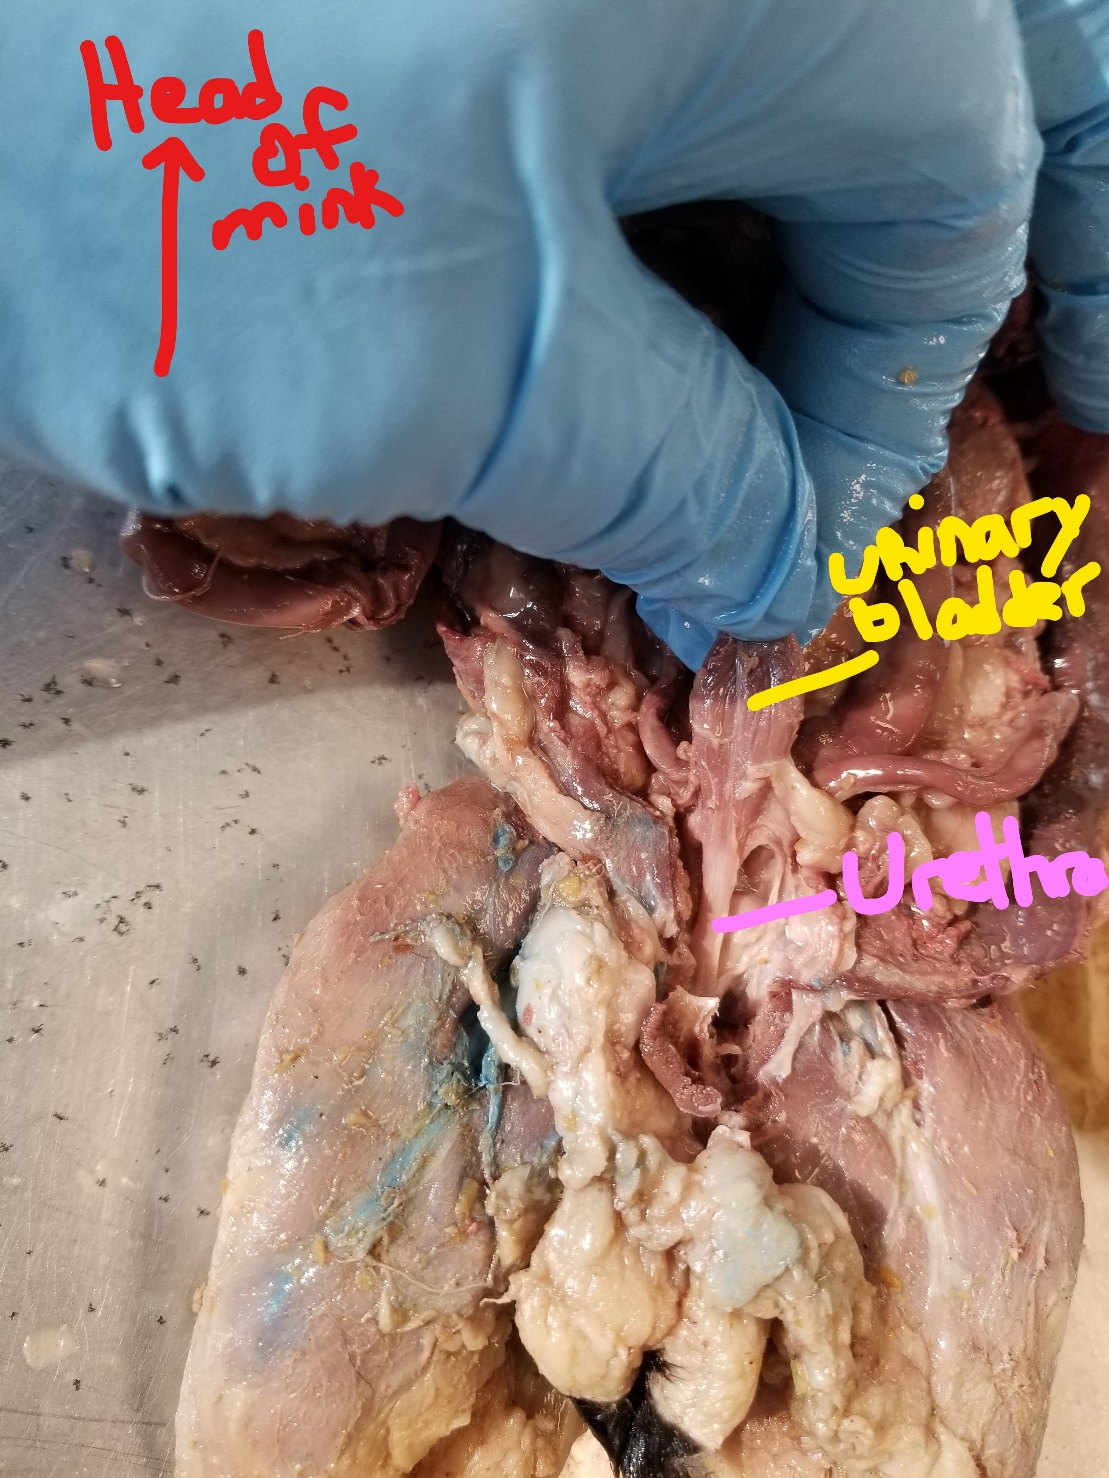 Head
of
mink
urinary
bladder
Urethra